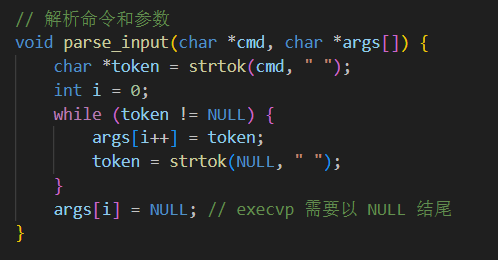 // 解析命令和参数
void parse_input(char *cmd, char *args[]) {
    char *token = strtok(cmd, " ");
    int i = 0;
    while (token != NULL) {
        args[i++] = token;
        token = strtok(NULL, " ");
    }
    args[i] = NULL; // execvp 需要以 NULL 结尾
}